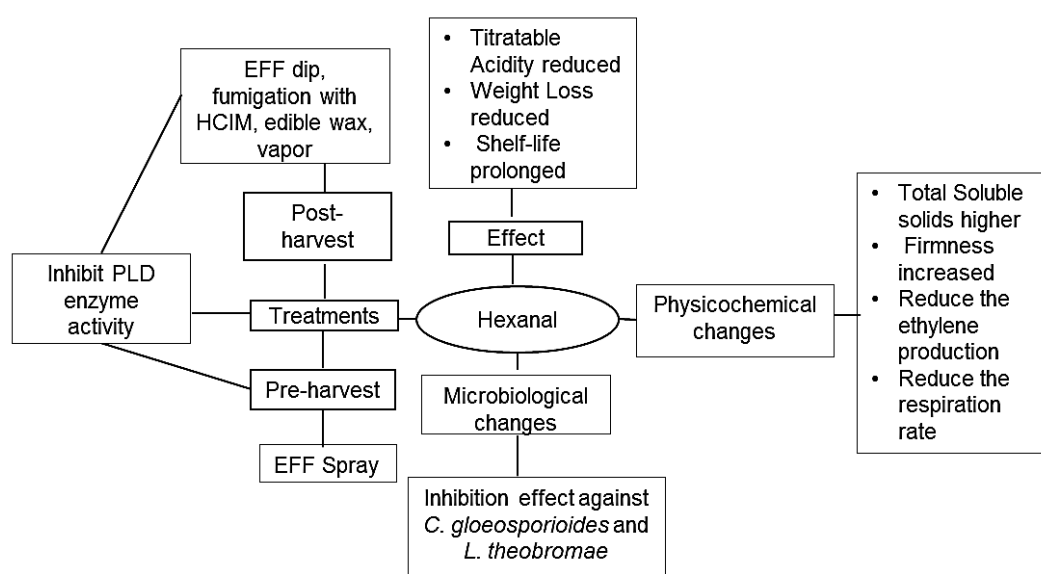 EFF dip,
fumigation with
HCIM, edible wax,
vapor
Post-
harvest
Inhibit PLD
enzyme
activity
Treatments
Pre-harvest
EFF Spray
• Titratable
Acidity reduced
• Weight Loss
reduced
• Shelf-life
prolonged
Effect
Hexanal
Microbiological
changes
Inhibition effect against
C. gloeosporioides and
L. theobromae
Physicochemical
changes
• Total Soluble
solids higher
• Firmness
increased
• Reduce the
ethylene
production
• Reduce the
respiration
rate